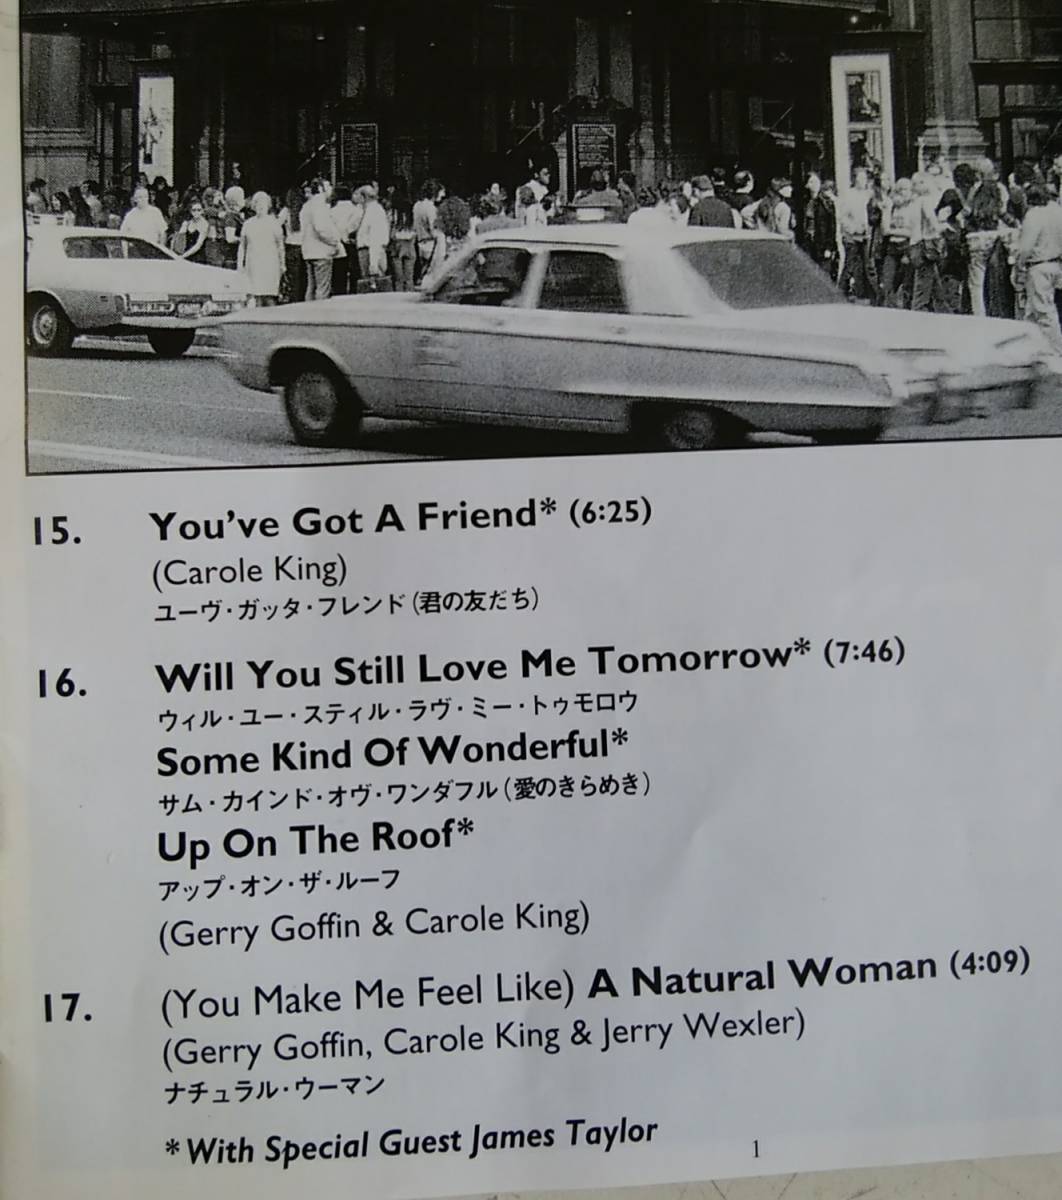 15. You've Got A Friend* (6:25)
(Carole King)
ユーヴ・ガッタ・フレンド(君の友だち)
16. Will You Still Love Me Tomorrow* (7:46)
ウィル・ユー・スティル・ラヴ・ミー・トゥモロウ
Some Kind Of Wonderful*
サム・カインド・オヴ・ワンダフル(愛のきらめき)
Up On The Roof*
アップ・オン・ザ・ルーフ
(Gerry Goffin & Carole King)
17. (You Make Me Feel Like) A Natural Woman (4:09)
(Gerry Goffin, Carole King & Jerry Wexler)
ナチュラル・ウーマン
*With Special Guest James Taylor
1